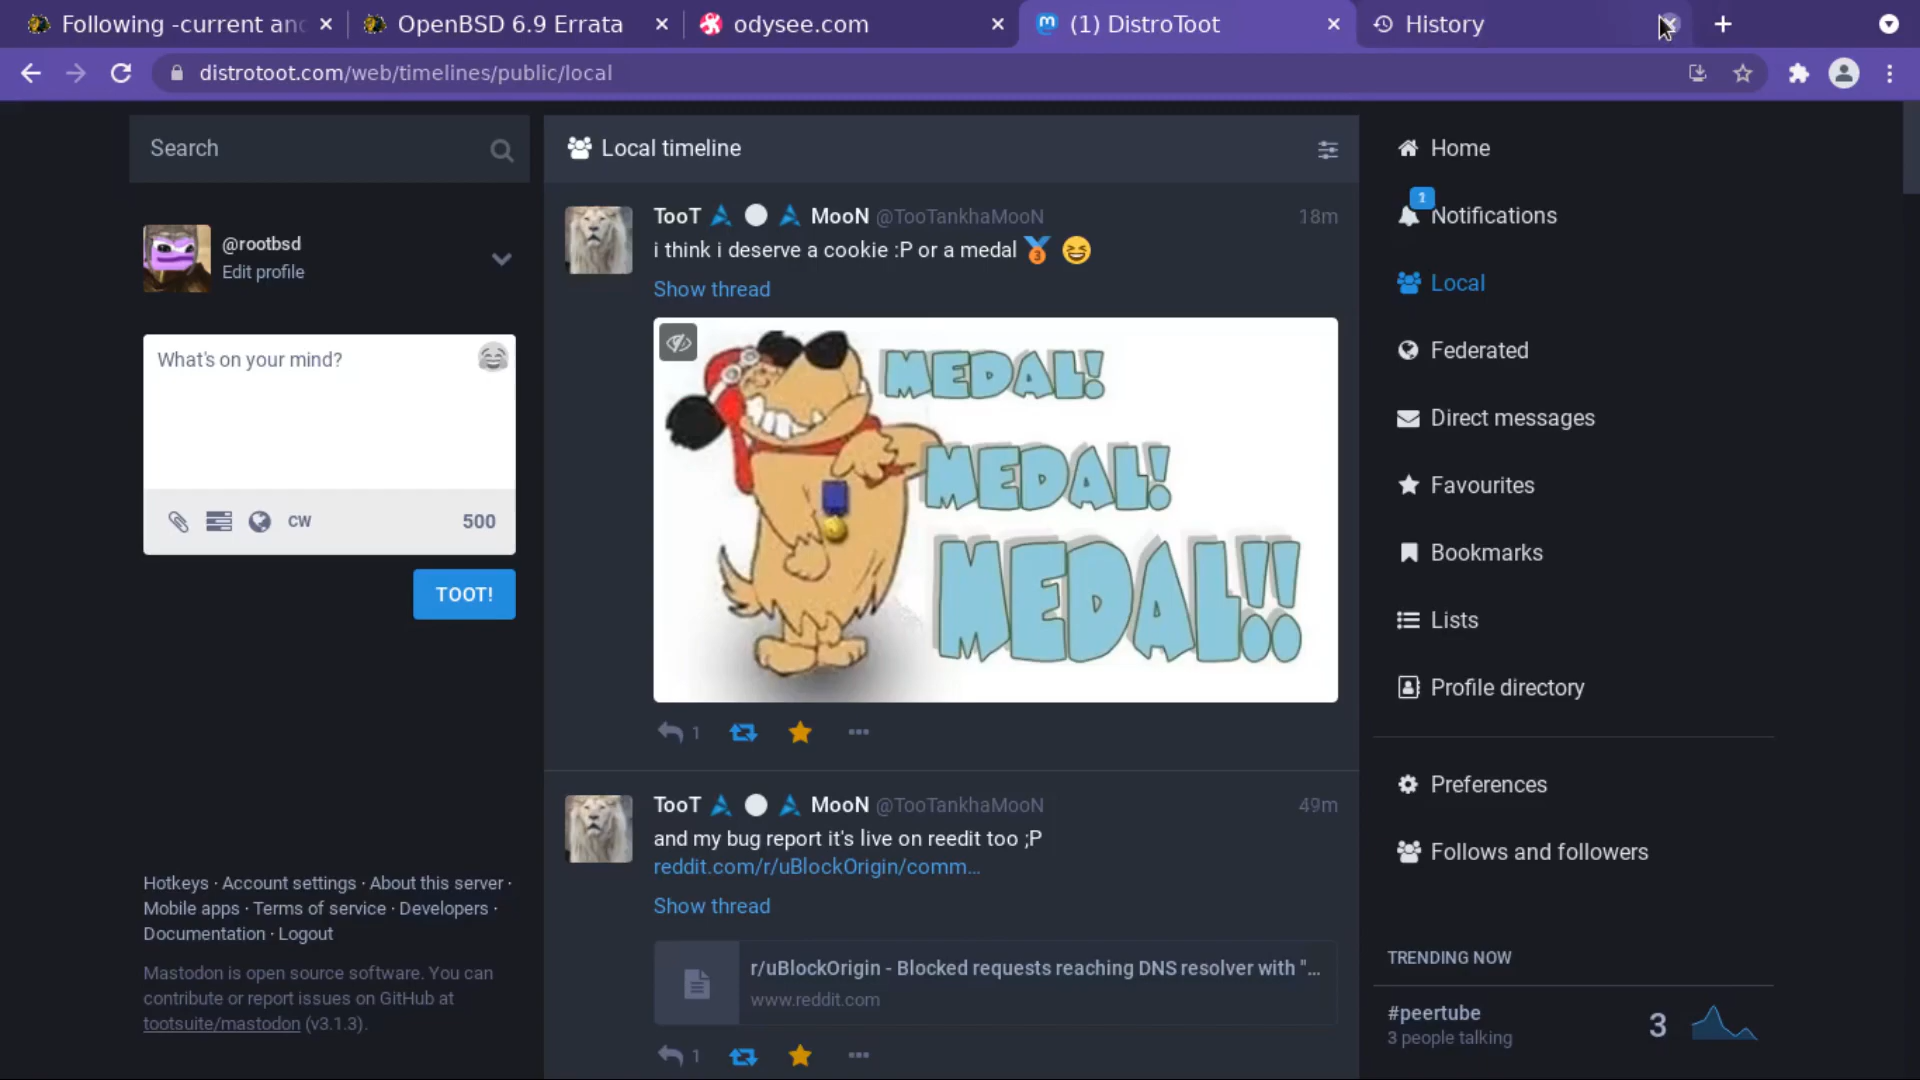 Following -current an
OpenBSD 6.9 Errata
odysee.com
(1) DistroToot
History
distrotoot.com/web/timelines/public/local
Search
@rootbsd
Edit profile
What's on your mind?
CW
500
TOOT!
Hotkeys · Account settings · About this server ·
Mobile apps · Terms of service · Developers ·
Documentation · Logout
Mastodon is open source software. You can
contribute or report issues on GitHub at
tootsuite/mastodon (v3.1.3).
Local timeline
TooT MooN @TooTankhaMooN 18m
i think i deserve a cookie :P or a medal 🥉 😆
Show thread
MEDAL!
MEDAL!
MEDAL!!
1
TooT MooN @TooTankhaMooN 49m
and my bug report it's live on reedit too ;P
reddit.com/r/uBlockOrigin/comm…
Show thread
r/uBlockOrigin - Blocked requests reaching DNS resolver with "...
www.reddit.com
1
Home
1
Notifications
Local
Federated
Direct messages
Favourites
Bookmarks
Lists
Profile directory
Preferences
Follows and followers
TRENDING NOW
#peertube
3 people talking
3